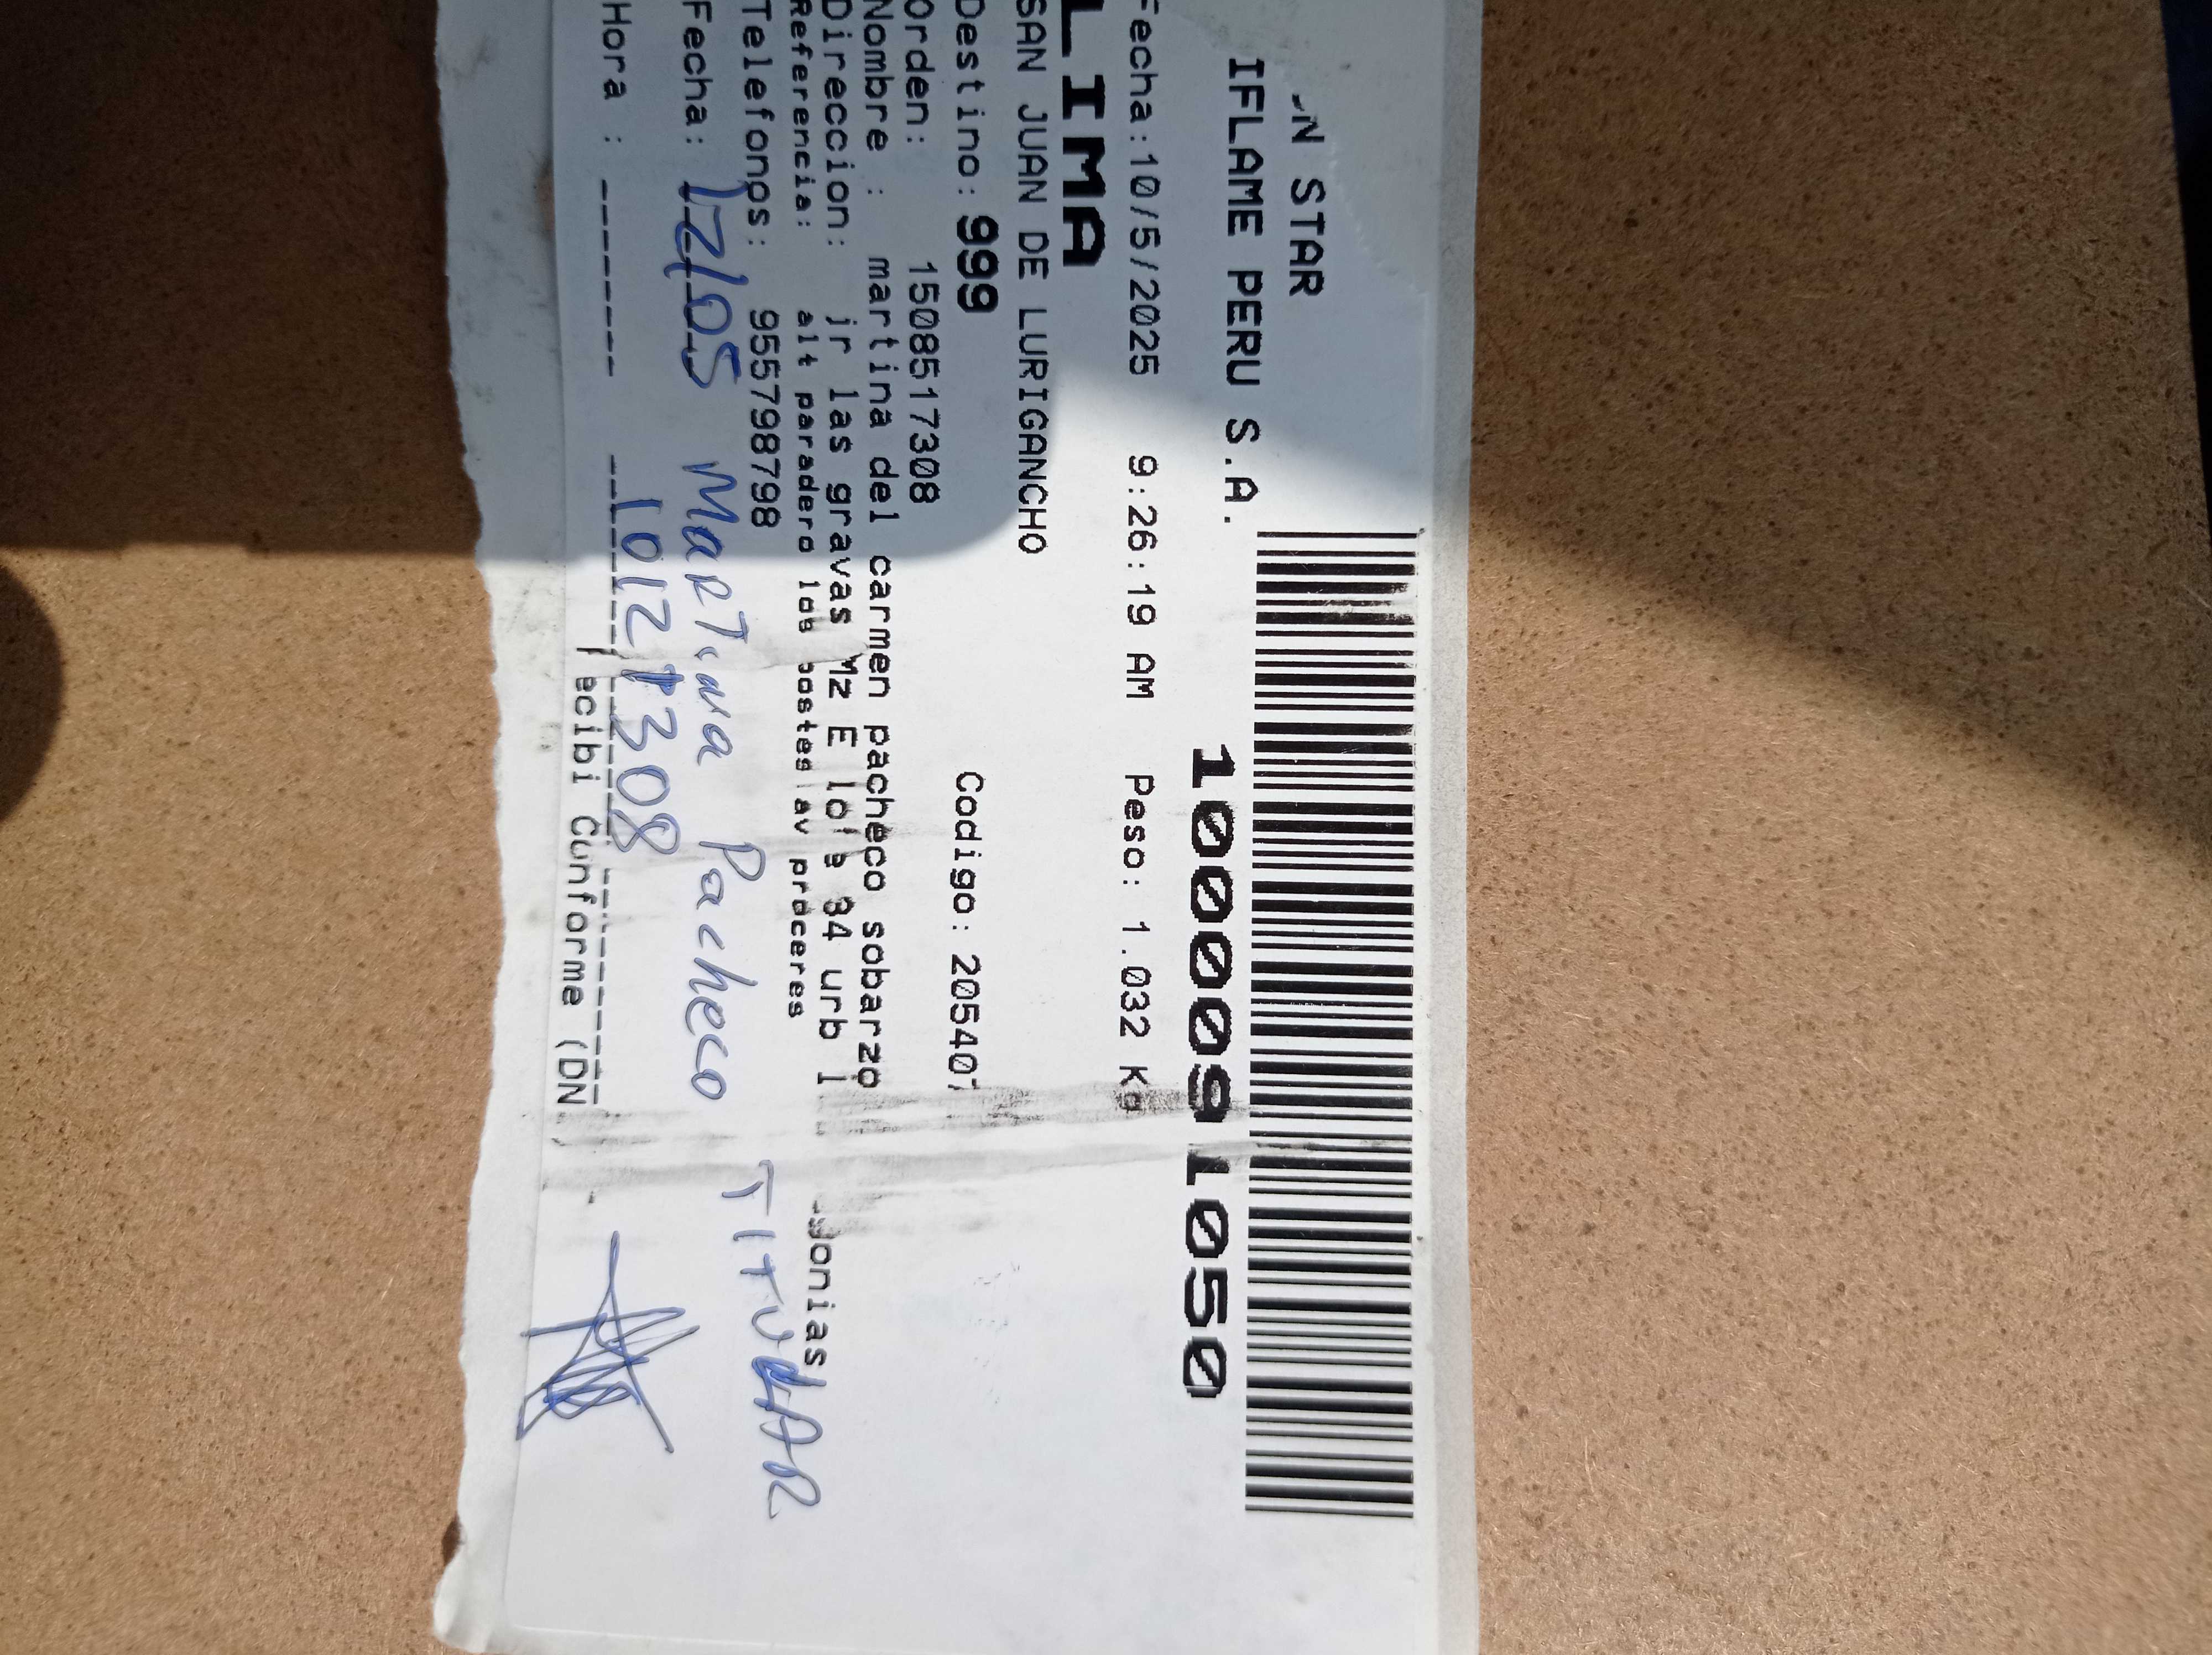 STAR
IFLAME PERU S.A.
10000091050
Fecha:10/5/2025 9:26:19 AM Peso: 1.032 Kg
LIMA
SAN JUAN DE LURIGANCHO
Destino: 999 Codigo: 205407
Orden: 1508517308
Nombre : martina del carmen pacheco sobarzo
Direccion: jr las gravas Mz E lote 34 urb l
Referencia: alt paradero los postes av proceres
Telefonos: 955798798
TITULAR
Fecha: 12/05 Martina Pacheco
Hora :
Recibi Conforme (DN